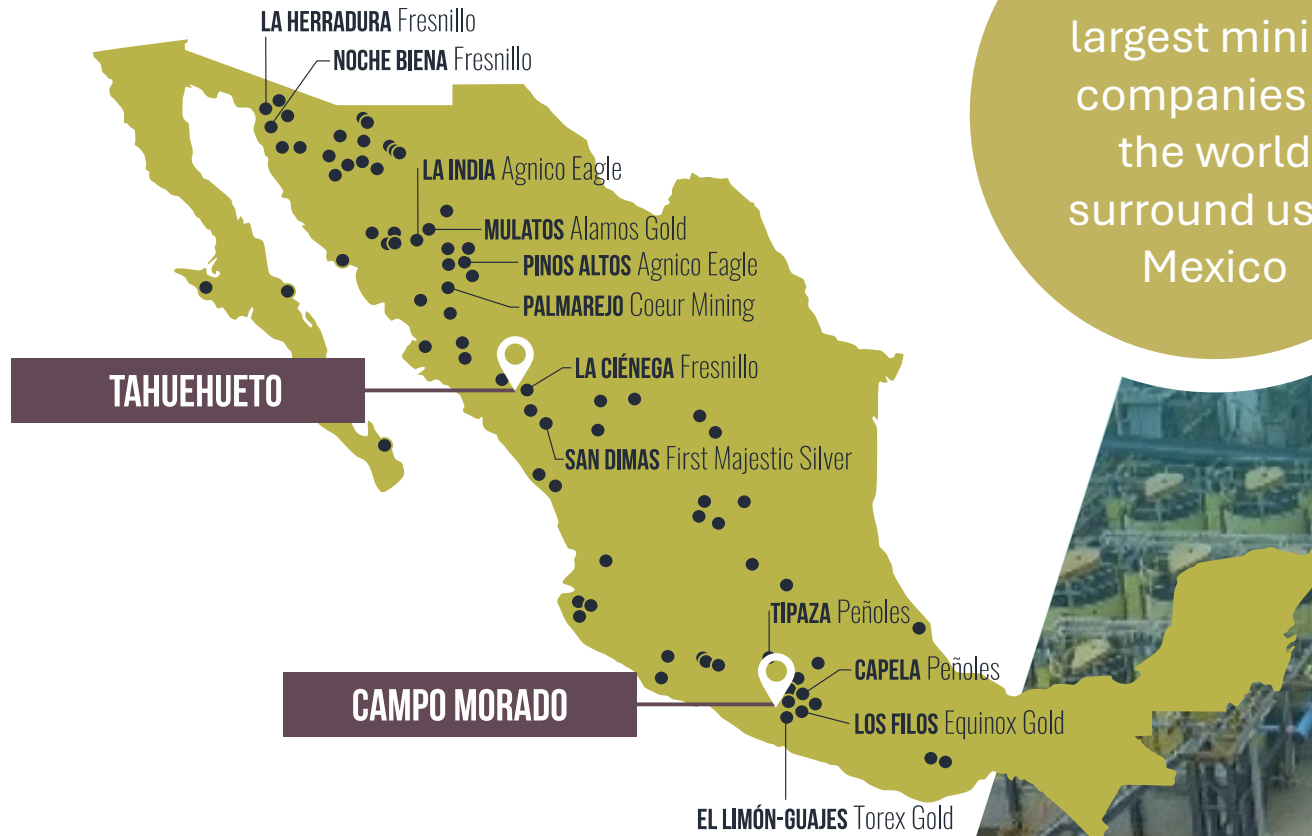 LA HERRADURA Fresnillo
NOCHE BIENA Fresnillo
largest mini
companies
the world
surround us
Mexico
LA INDIA Agnico Eagle
MULATOS Alamos Gold
PINOS ALTOS Agnico Eagle
PALMAREJO Coeur Mining
TAHUEHUETO
LA CIÉNEGA Fresnillo
SAN DIMAS First Majestic Silver
TIPAZA Peñoles
CAPELA Peñoles
CAMPO MORADO
LOS FILOS Equinox Gold
EL LIMÓN-GUAJES Torex Gold